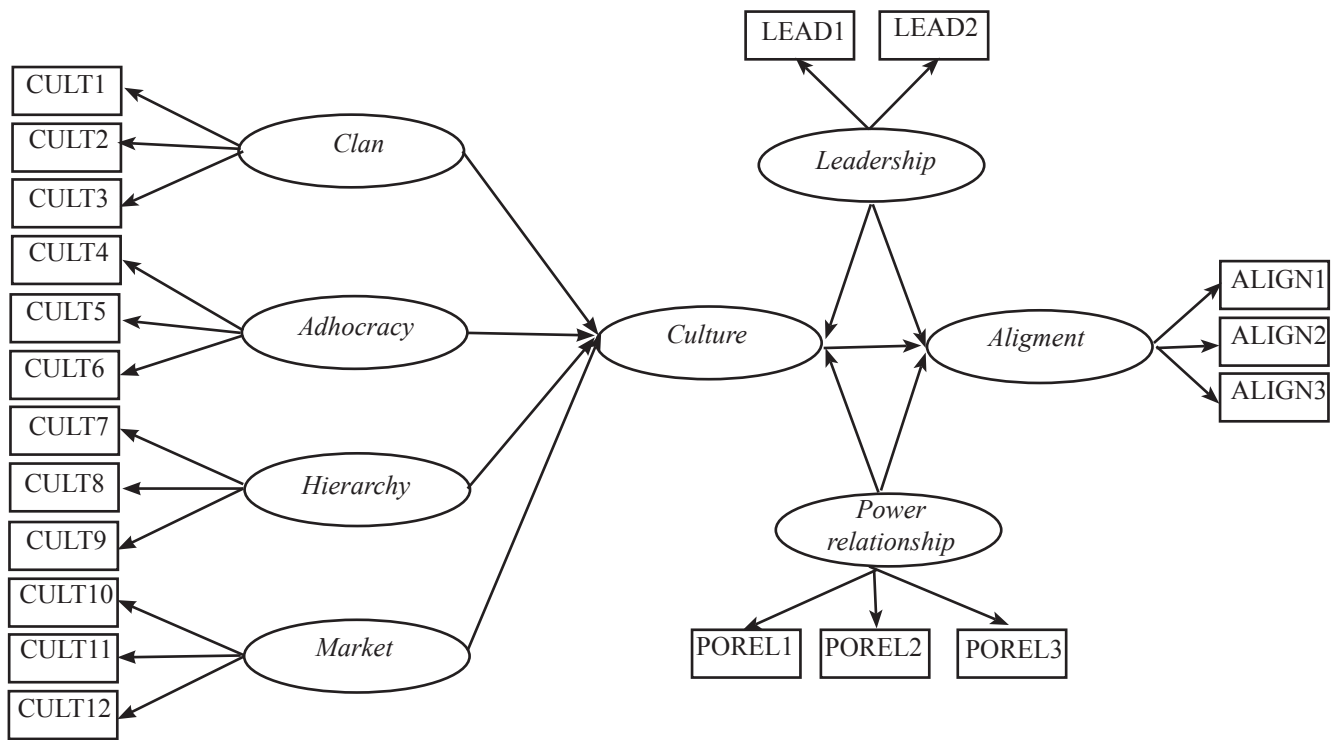 LEAD1
LEAD2
CULT1
CULT2
CULT3
CULT4
CULT5
CULT6
CULT7
CULT8
CULT9
CULT10
CULT11
CULT12
Clan
Adhocracy
Hierarchy
Market
Culture
Leadership
Aligment
Power
relationship
ALIGN1
ALIGN2
ALIGN3
POREL1
POREL2
POREL3